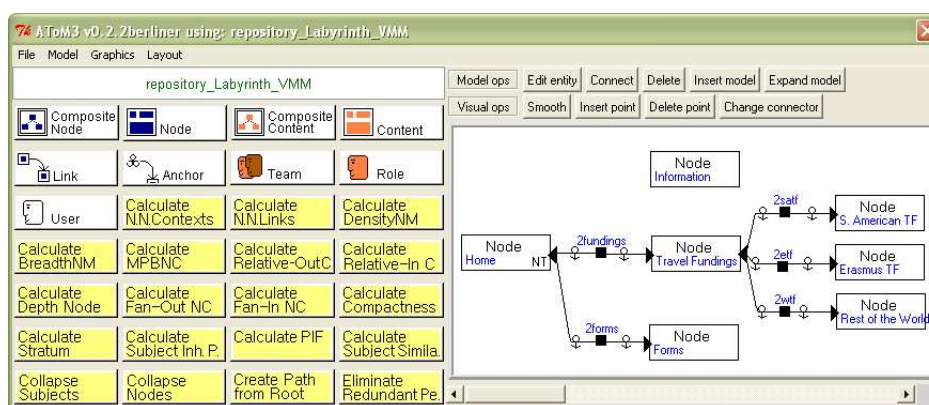 AToM3 v0.2.2berliner using: repository_Labyrinth_VMM
File Model Graphics Layout
repository_Labyrinth_VMM
Model ops Edit entity Connect Delete Insert model Expand model
Visual ops Smooth Insert point Delete point Change connector
Composite
Node
Node
Composite
Content
Content
Link
Anchor
Team
Role
User
Calculate
N.N.Contexts
Calculate
N.N.Links
Calculate
DensityNM
Calculate
BreadthNM
Calculate
MPBNC
Calculate
Relative-OutC
Calculate
Relative-In C
Calculate
Depth Node
Calculate
Fan-Out NC
Calculate
Fan-In NC
Calculate
Compactness
Calculate
Stratum
Calculate
Subject Inh. P.
Calculate PIF
Calculate
Subject Simila.
Collapse
Subjects
Collapse
Nodes
Create Path
from Root
Eliminate
Redundant Pe.
Node
Information
Node
Home
NT
2fundings
Node
Travel Fundings
2satf
Node
S. American TF
2etf
Node
Erasmus TF
2wtf
Node
Rest of the World
2forms
Node
Forms